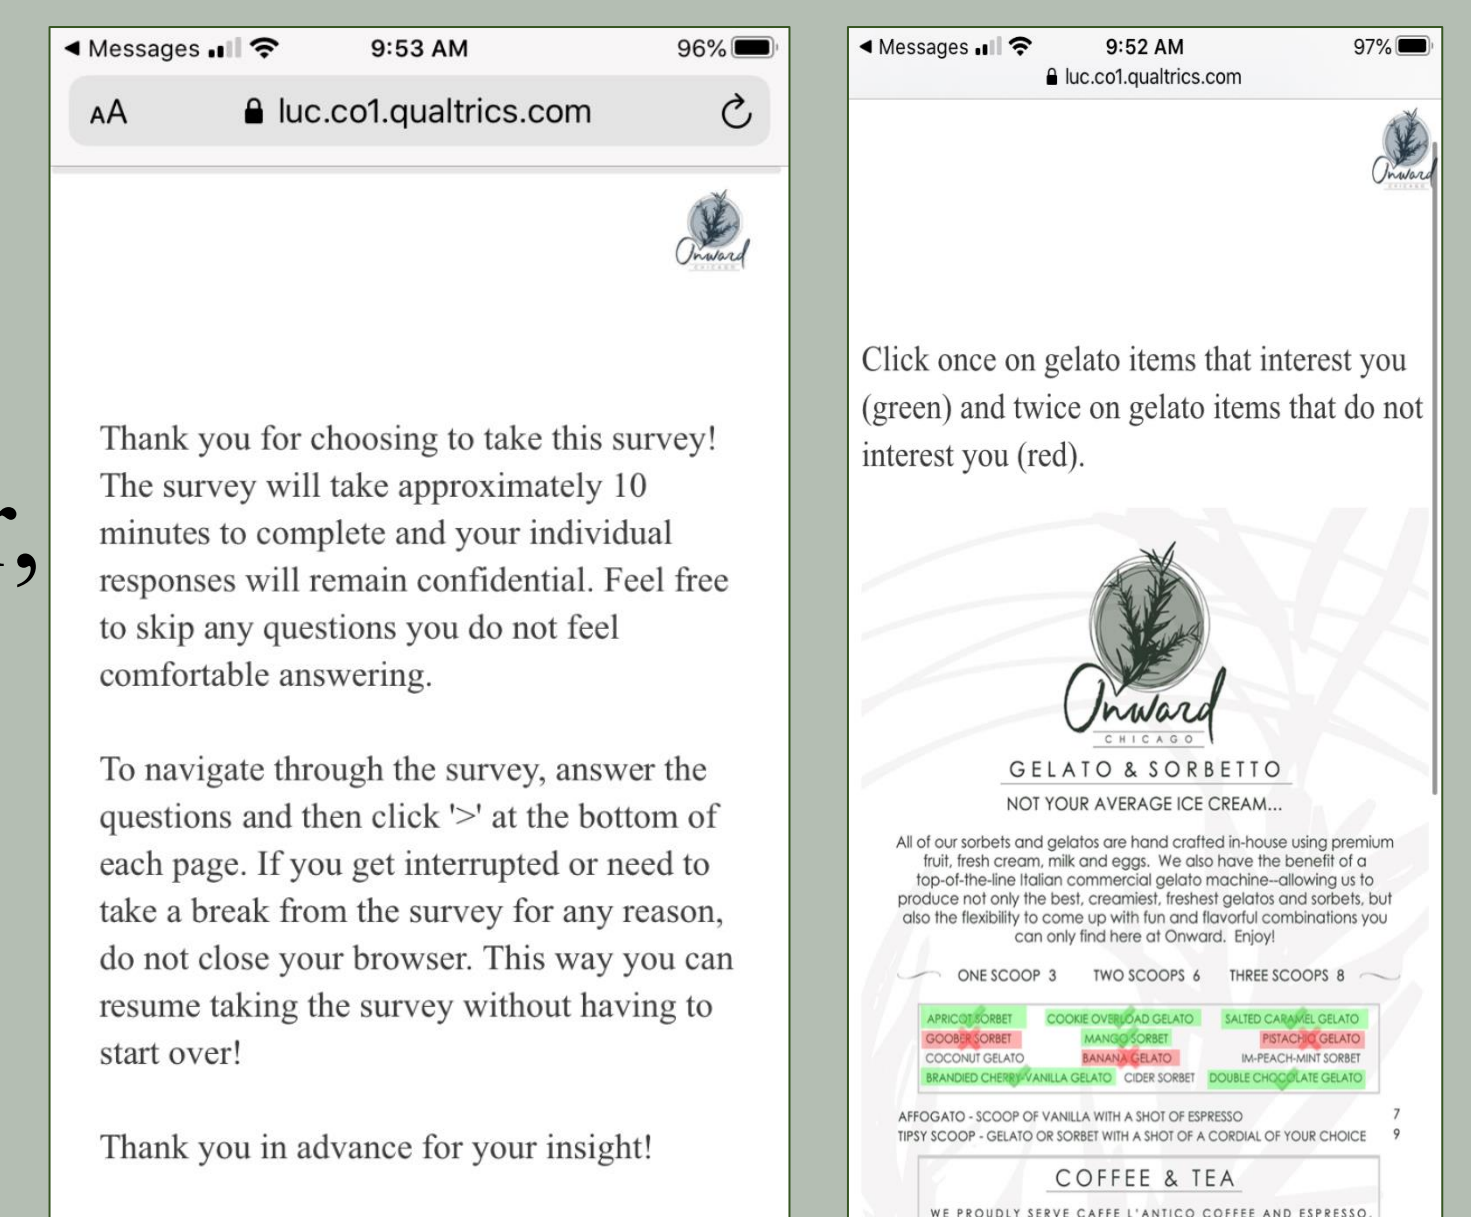 ◀ Messages
9:53 AM
96%
AA
luc.co1.qualtrics.com
Onward
CHICAGO
Thank you for choosing to take this survey!
The survey will take approximately 10
minutes to complete and your individual
responses will remain confidential. Feel free
to skip any questions you do not feel
comfortable answering.
To navigate through the survey, answer the
questions and then click '>' at the bottom of
each page. If you get interrupted or need to
take a break from the survey for any reason,
do not close your browser. This way you can
resume taking the survey without having to
start over!
Thank you in advance for your insight!
◀ Messages
9:52 AM
97%
luc.co1.qualtrics.com
Onward
CHICAGO
Click once on gelato items that interest you
(green) and twice on gelato items that do not
interest you (red).
Onward
CHICAGO
GELATO & SORBETTO
NOT YOUR AVERAGE ICE CREAM...
All of our sorbets and gelatos are hand crafted in-house using premium
fruit, fresh cream, milk and eggs. We also have the benefit of a
top-of-the-line Italian commercial gelato machine--allowing us to
produce not only the best, creamiest, freshest gelatos and sorbets, but
also the flexibility to come up with fun and flavorful combinations you
can only find here at Onward. Enjoy!
ONE SCOOP 3 TWO SCOOPS 6 THREE SCOOPS 8
APRICOT SORBET COOKIE OVERLOAD GELATO SALTED CARAMEL GELATO
GOOBER SORBET MANGO SORBET PISTACHIO GELATO
COCONUT GELATO BANANA GELATO IM-PEACH-MINT SORBET
BRANDIED CHERRY-VANILLA GELATO CIDER SORBET DOUBLE CHOCOLATE GELATO
AFFOGATO - SCOOP OF VANILLA WITH A SHOT OF ESPRESSO 7
TIPSY SCOOP - GELATO OR SORBET WITH A SHOT OF A CORDIAL OF YOUR CHOICE 9
COFFEE & TEA
WE PROUDLY SERVE CAFFE L'ANTICO COFFEE AND ESPRESSO.